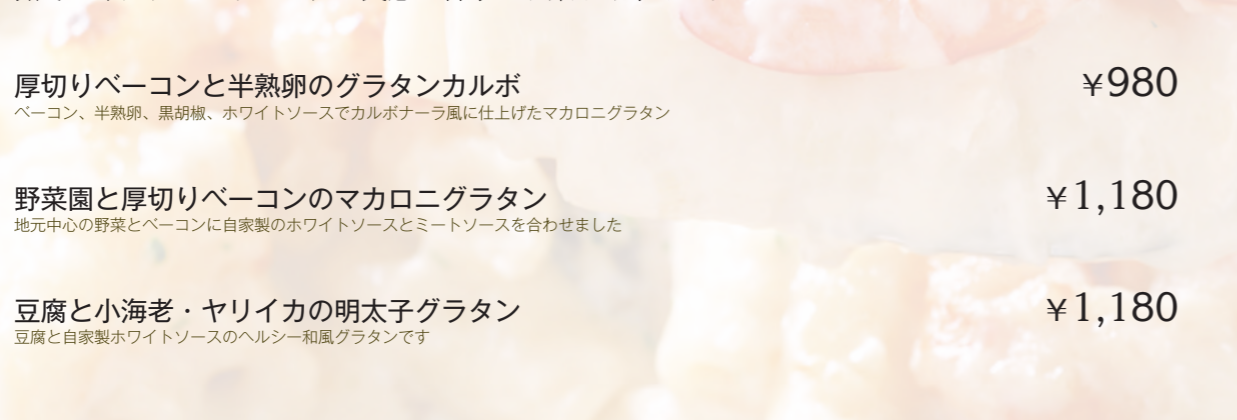 厚切りベーコンと半熟卵のグラタンカルボ ¥980
ベーコン、半熟卵、黒胡椒、ホワイトソースでカルボナーラ風に仕上げたマカロニグラタン
野菜園と厚切りベーコンのマカロニグラタン ¥1,180
地元中心の野菜とベーコンに自家製のホワイトソースとミートソースを合わせました
豆腐と小海老・ヤリイカの明太子グラタン ¥1,180
豆腐と自家製ホワイトソースのヘルシー和風グラタンです